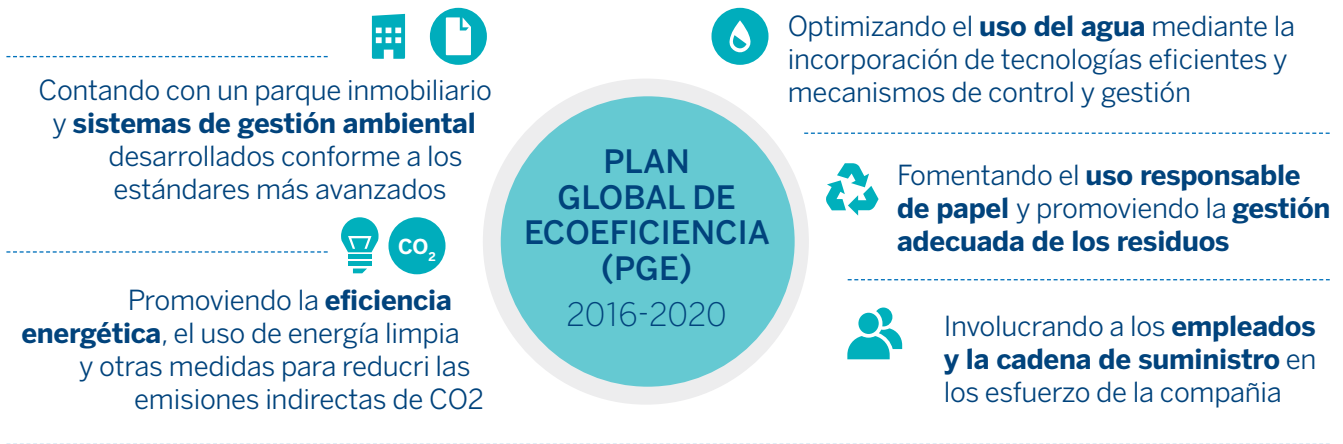 Contando con un parque inmobiliario
y sistemas de gestión ambiental
desarrollados conforme a los
estándares más avanzados
CO2
Promoviendo la eficiencia
energética, el uso de energía limpia
y otras medidas para reducri las
emisiones indirectas de CO2
PLAN
GLOBAL DE
ECOEFICIENCIA
(PGE)
2016-2020
Optimizando el uso del agua mediante la
incorporación de tecnologías eficientes y
mecanismos de control y gestión
Fomentando el uso responsable
de papel y promoviendo la gestión
adecuada de los residuos
Involucrando a los empleados
y la cadena de suministro en
los esfuerzo de la compañia